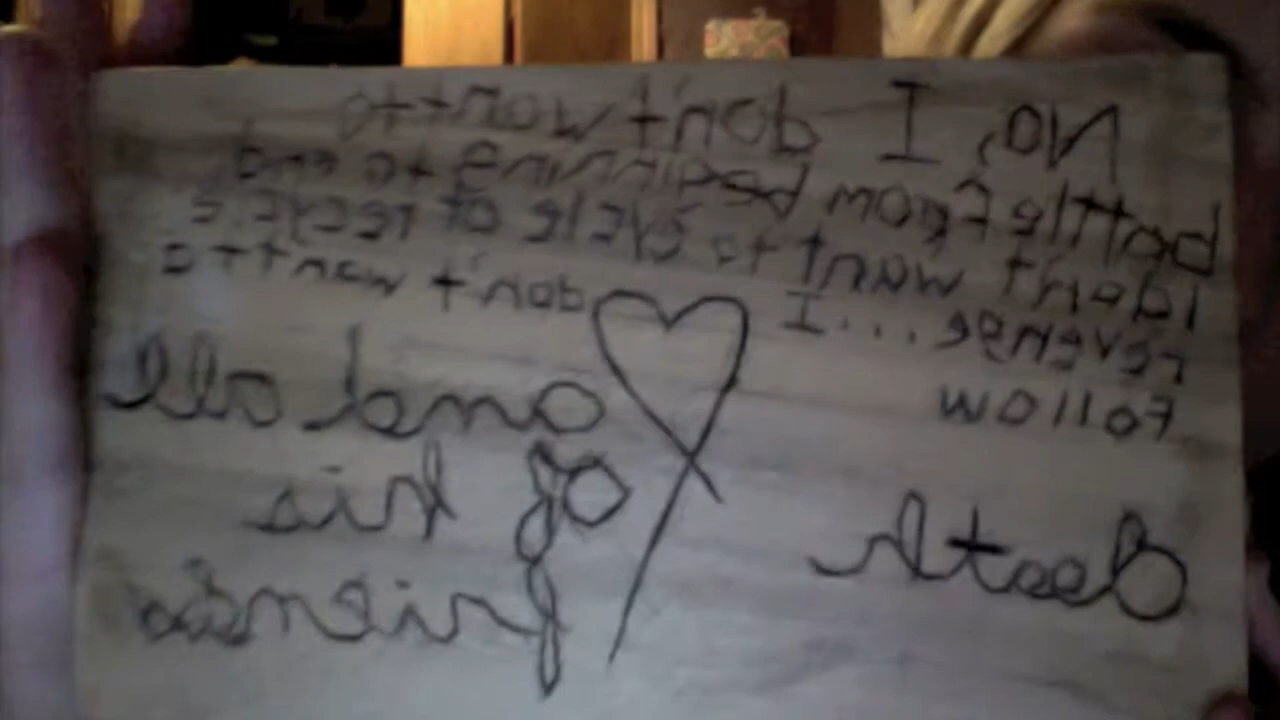 No, I don't want to
battle from beginning to end
I don't want to cycle of recycled
revenge... I don't want to
follow
Death
and all
of his
friends